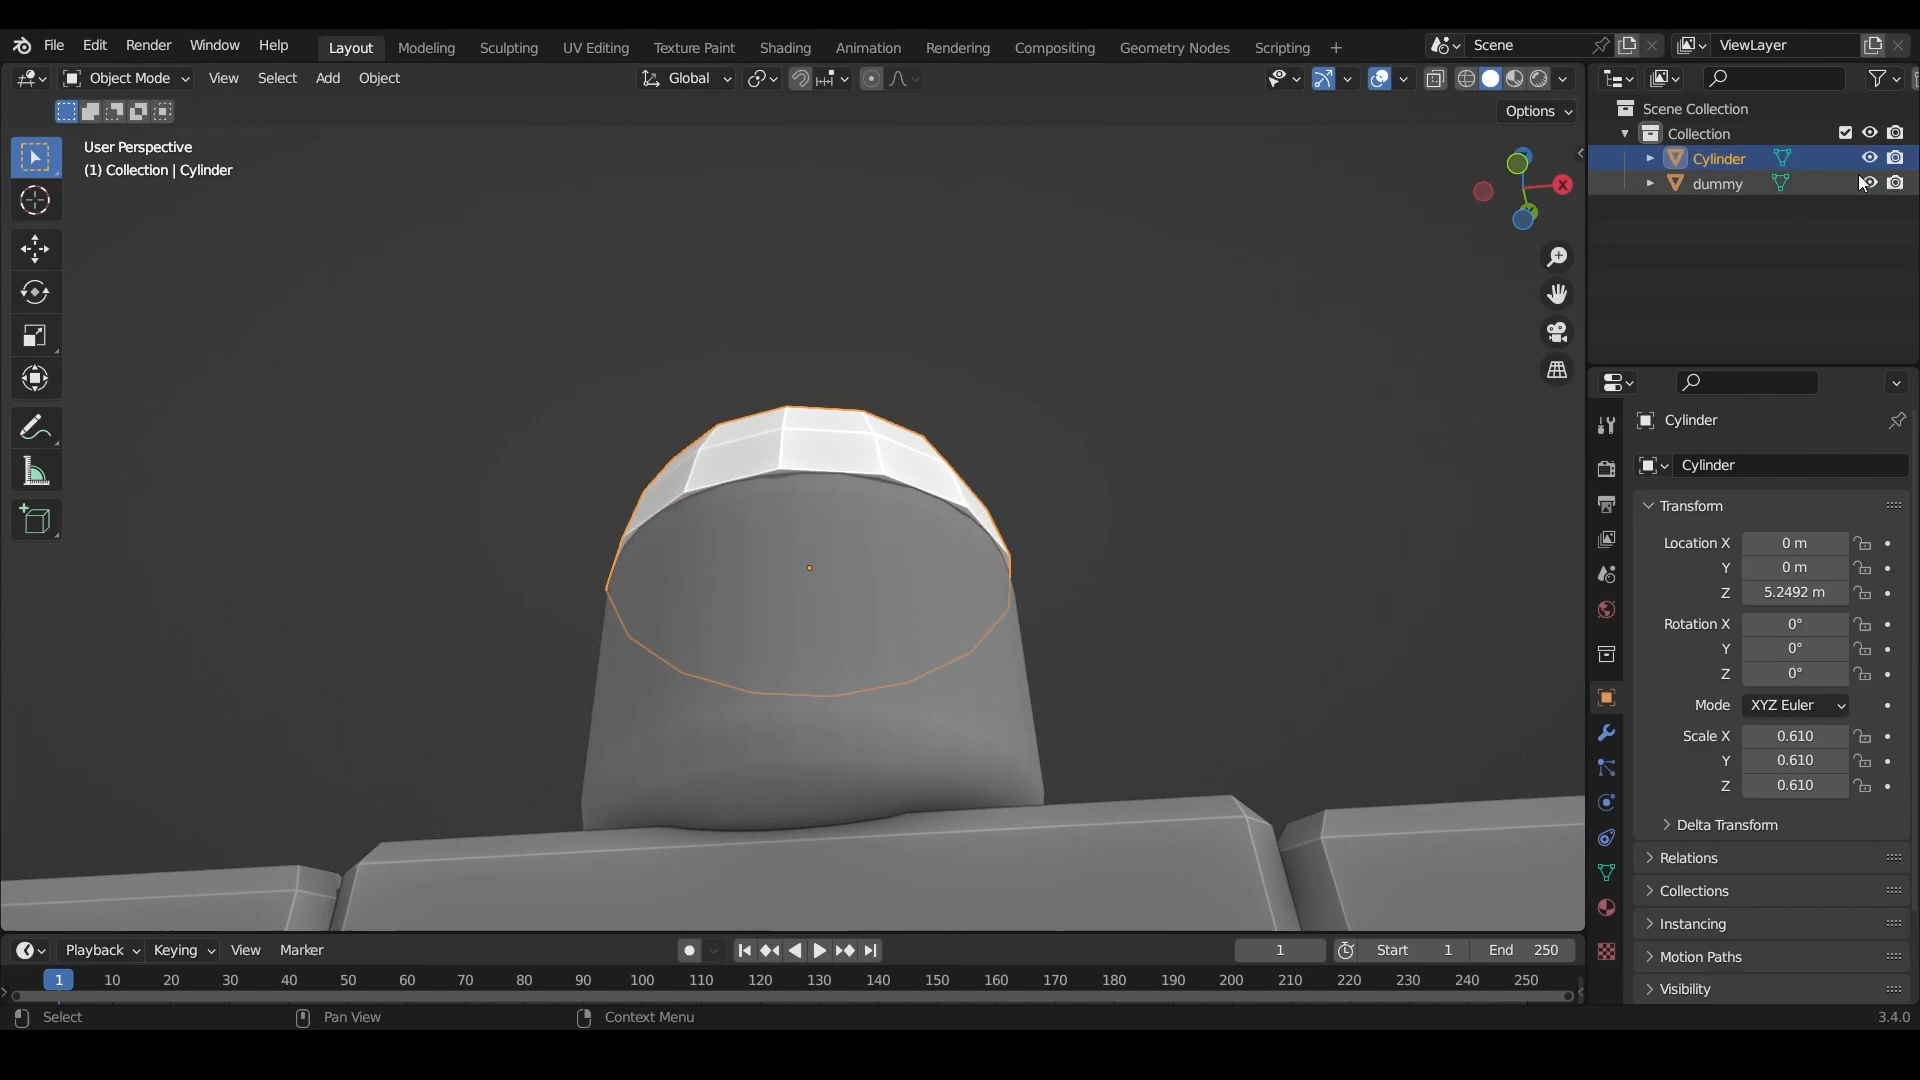 File Edit Render Window Help Layout Modeling Sculpting UV Editing Texture Paint Shading Animation Rendering Compositing Geometry Nodes Scripting + Scene ViewLayer
Object Mode View Select Add Object Global
Options
User Perspective
(1) Collection | Cylinder
X
Scene Collection
Collection
Cylinder
dummy
Cylinder
Cylinder
Transform
Location X 0 m
Y 0 m
Z 5.2492 m
Rotation X 0°
Y 0°
Z 0°
Mode XYZ Euler
Scale X 0.610
Y 0.610
Z 0.610
Delta Transform
Relations
Collections
Instancing
Motion Paths
Visibility
Playback Keying View Marker 1 Start 1 End 250
1 10 20 30 40 50 60 70 80 90 100 110 120 130 140 150 160 170 180 190 200 210 220 230 240 250
Select Pan View Context Menu 3.4.0